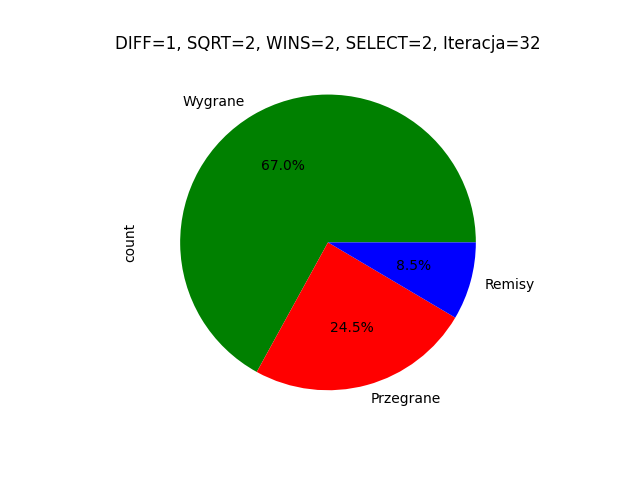 DIFF=1, SQRT=2, WINS=2, SELECT=2, Iteracja=32
Wygrane
67.0%
count
8.5%
Remisy
24.5%
Przegrane